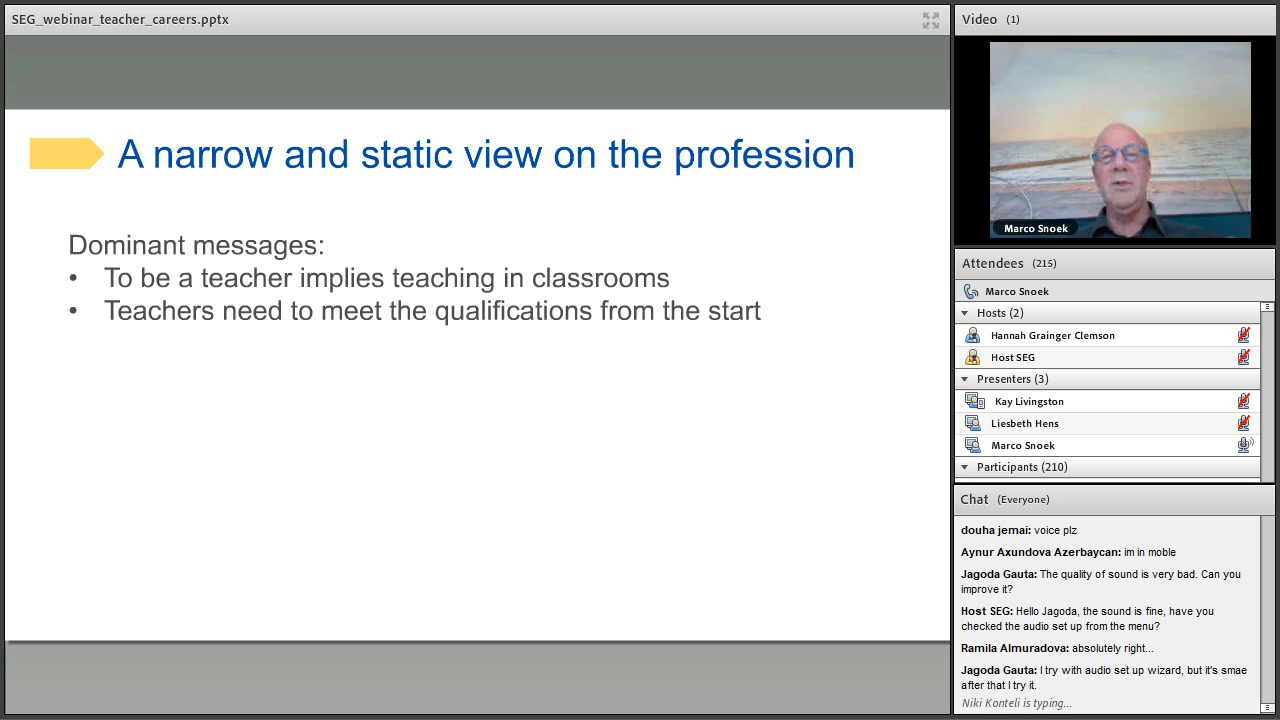 SEG_webinar_teacher_careers.pptx
A narrow and static view on the profession
Dominant messages:
• To be a teacher implies teaching in classrooms
• Teachers need to meet the qualifications from the start
Video (1)
Marco Snoek
Attendees (215)
Marco Snoek
Hosts (2)
Hannah Grainger Clemson
Host SEG
Presenters (3)
Kay Livingston
Liesbeth Hens
Marco Snoek
Participants (210)
Chat (Everyone)
douha jemai: voice plz
Aynur Axundova Azerbaycan: im in moble
Jagoda Gauta: The quality of sound is very bad. Can you
improve it?
Host SEG: Hello Jagoda, the sound is fine, have you
checked the audio set up from the menu?
Ramila Almuradova: absolutely right...
Jagoda Gauta: I try with audio set up wizard, but it's smae
after that I try it.
Niki Konteli is typing...